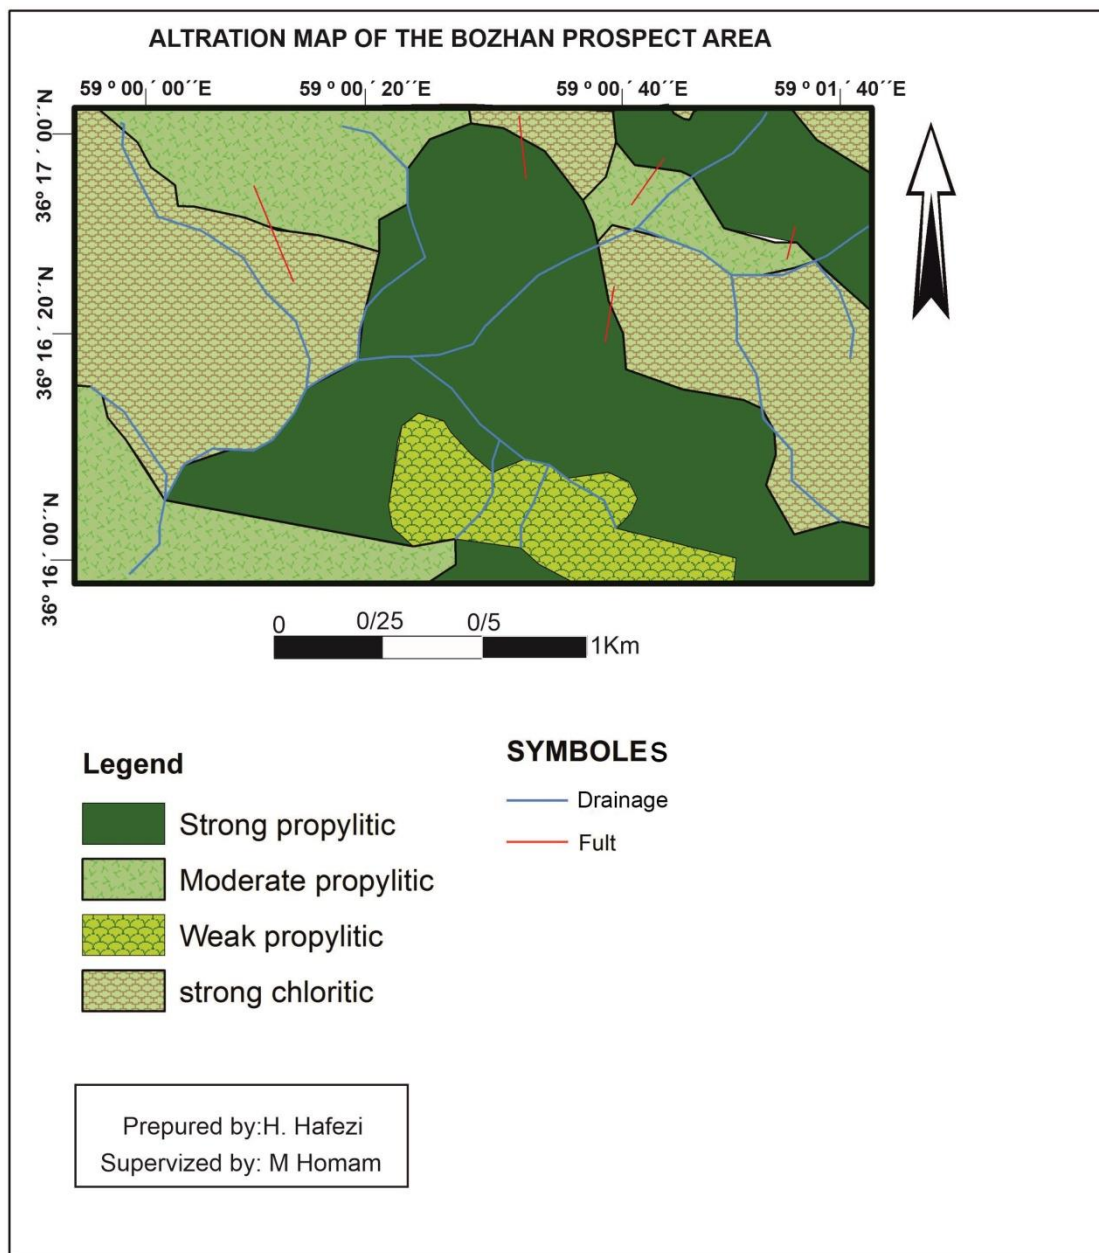 ALTRATION MAP OF THE BOZHAN PROSPECT AREA
59 º 00 ´ 00´´E 59 º 00 ´ 20´´E 59 º 00 ´ 40´´E 59 º 01 ´ 40´´E
36º 17 ´ 00´´N
36º 16 ´ 20´´N
36º 16 ´ 00´´N
0 0/25 0/5 1Km
Legend
Strong propylitic
Moderate propylitic
Weak propylitic
strong chloritic
SYMBOLES
Drainage
Fult
Prepured by:H. Hafezi
Supervized by: M Homam